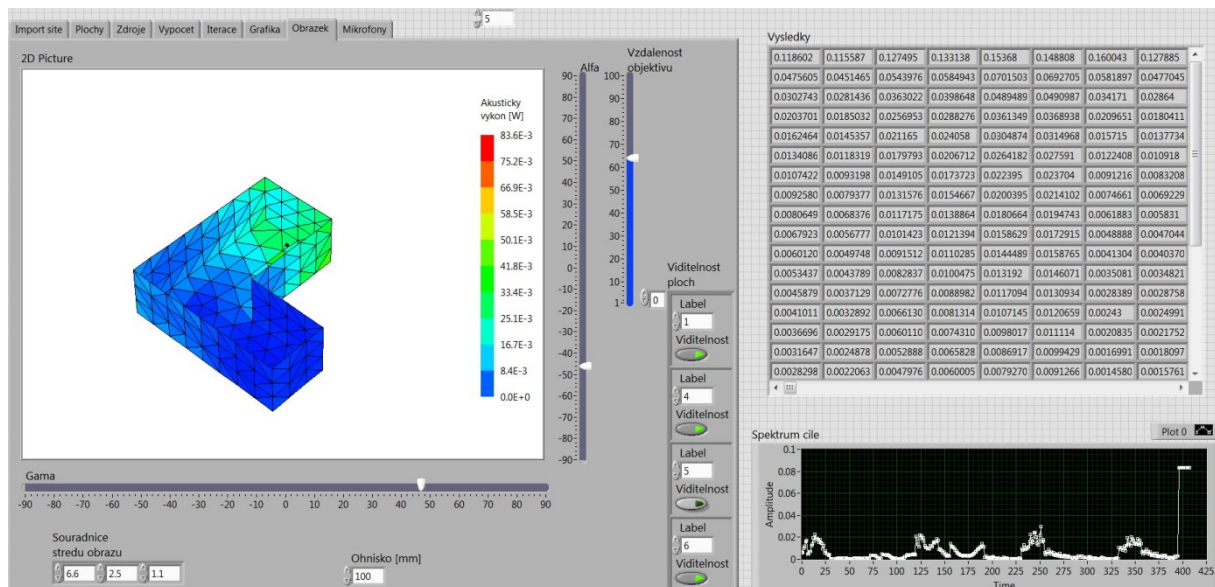 5
Import site Plochy Zdroje Vypocet Iterace Grafika Obrazek Mikrofony
2D Picture
Akusticky
vykon [W]
83.6E-3
75.2E-3
66.9E-3
58.5E-3
50.1E-3
41.8E-3
33.4E-3
25.1E-3
16.7E-3
8.4E-3
0.0E+0
Alfa
90
80
70
60
50
40
30
20
10
0
-10
-20
-30
-40
-50
-60
-70
-80
-90
Vzdalenost
objektivu
100
90
80
70
60
50
40
30
20
10
1
0
Viditelnost
ploch
Label
1
Viditelnost
Label
4
Viditelnost
Label
5
Viditelnost
Label
6
Viditelnost
Gama
-90 -80 -70 -60 -50 -40 -30 -20 -10 0 10 20 30 40 50 60 70 80 90
Souradnice
stredu obrazu
6.6 2.5 1.1
Ohnisko [mm]
100
Vysledky
0.118602 0.115587 0.127495 0.133138 0.15368 0.148808 0.160043 0.127885
0.0475605 0.0451465 0.0543976 0.0584943 0.0701503 0.0692705 0.0581897 0.0477045
0.0302743 0.0281436 0.0363022 0.0398648 0.0489489 0.0490987 0.034171 0.02864
0.0203701 0.0185032 0.0256953 0.0288276 0.0361349 0.0368938 0.0209651 0.0180411
0.0162464 0.0145357 0.021165 0.024058 0.0304874 0.0314968 0.015715 0.0137734
0.0134086 0.0118319 0.0179793 0.0206712 0.0264182 0.027591 0.0122408 0.010918
0.0107422 0.0093198 0.0149105 0.0173723 0.022395 0.023704 0.0091216 0.0083208
0.0092580 0.0079377 0.0131576 0.0154667 0.0200395 0.0214102 0.0074661 0.0069229
0.0080649 0.0068376 0.0117175 0.0138864 0.0180664 0.0194743 0.0061883 0.005831
0.0067923 0.0056777 0.0101423 0.0121394 0.0158629 0.0172915 0.0048888 0.0047044
0.0060120 0.0049748 0.0091512 0.0110285 0.0144489 0.0158765 0.0041304 0.0040370
0.0053437 0.0043789 0.0082837 0.0100475 0.013192 0.0146071 0.0035081 0.0034821
0.0045879 0.0037129 0.0072776 0.0088982 0.0117094 0.0130934 0.0028389 0.0028758
0.0041011 0.0032892 0.0066130 0.0081314 0.0107145 0.0120659 0.00243 0.0024991
0.0036696 0.0029175 0.0060110 0.0074310 0.0098017 0.011114 0.0020835 0.0021752
0.0031647 0.0024878 0.0052888 0.0065828 0.0086917 0.0099429 0.0016991 0.0018097
0.0028298 0.0022063 0.0047976 0.0060005 0.0079270 0.0091266 0.0014580 0.0015761
Spektrum cile
Plot 0
Amplitude
0.1
0.08
0.06
0.04
0.02
0
0 25 50 75 100 125 150 175 200 225 250 275 300 325 350 375 400 425
Time